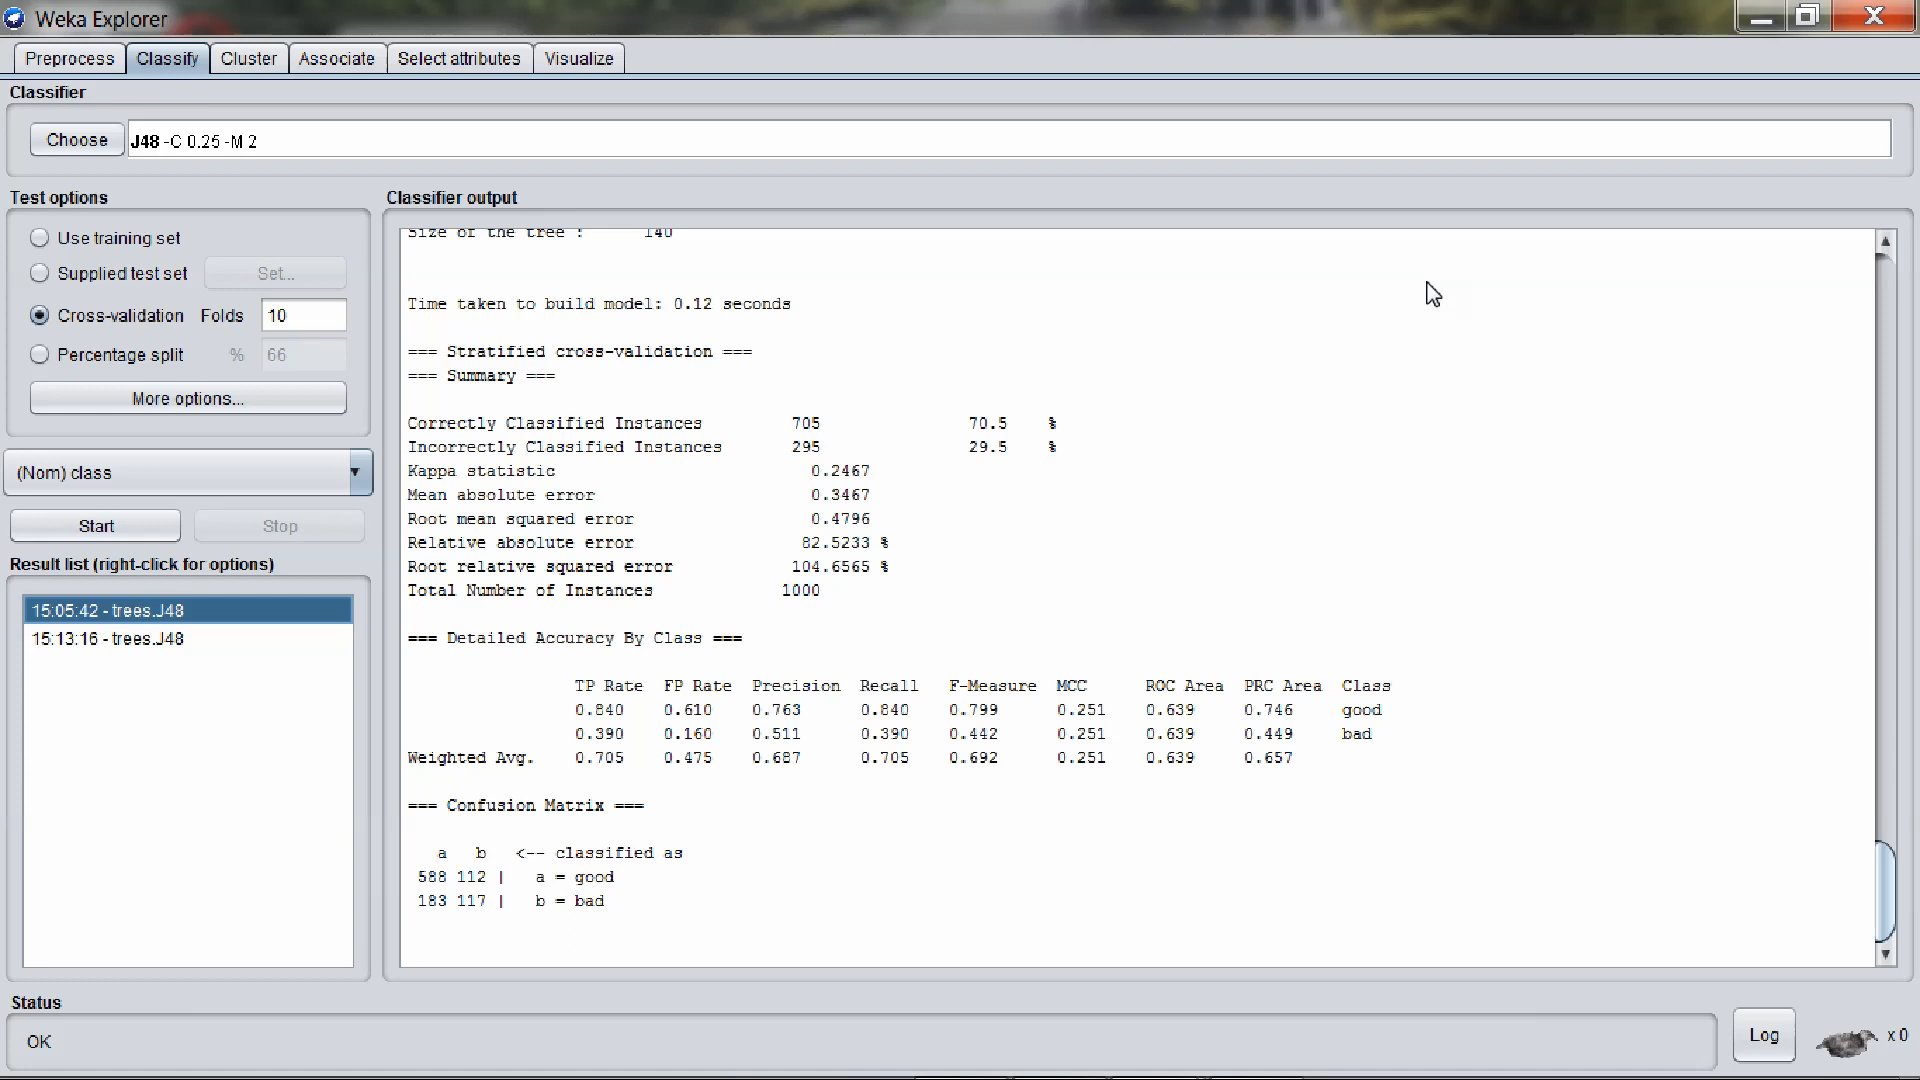 Weka Explorer
Preprocess Classify Cluster Associate Select attributes Visualize
Classifier
Choose J48 -C 0.25 -M 2
Test options
Use training set
Supplied test set Set...
Cross-validation Folds 10
Percentage split % 66
More options...
(Nom) class
Start Stop
Result list (right-click for options)
15:05:42 - trees.J48
15:13:16 - trees.J48
Classifier output
Size of the tree : 140
Time taken to build model: 0.12 seconds
=== Stratified cross-validation ===
=== Summary ===
Correctly Classified Instances 705 70.5 %
Incorrectly Classified Instances 295 29.5 %
Kappa statistic 0.2467
Mean absolute error 0.3467
Root mean squared error 0.4796
Relative absolute error 82.5233 %
Root relative squared error 104.6565 %
Total Number of Instances 1000
=== Detailed Accuracy By Class ===
TP Rate FP Rate Precision Recall F-Measure MCC ROC Area PRC Area Class
0.840 0.610 0.763 0.840 0.799 0.251 0.639 0.746 good
0.390 0.160 0.511 0.390 0.442 0.251 0.639 0.449 bad
Weighted Avg. 0.705 0.475 0.687 0.705 0.692 0.251 0.639 0.657
=== Confusion Matrix ===
a b <-- classified as
588 112 | a = good
183 117 | b = bad
Status
OK
Log
x 0